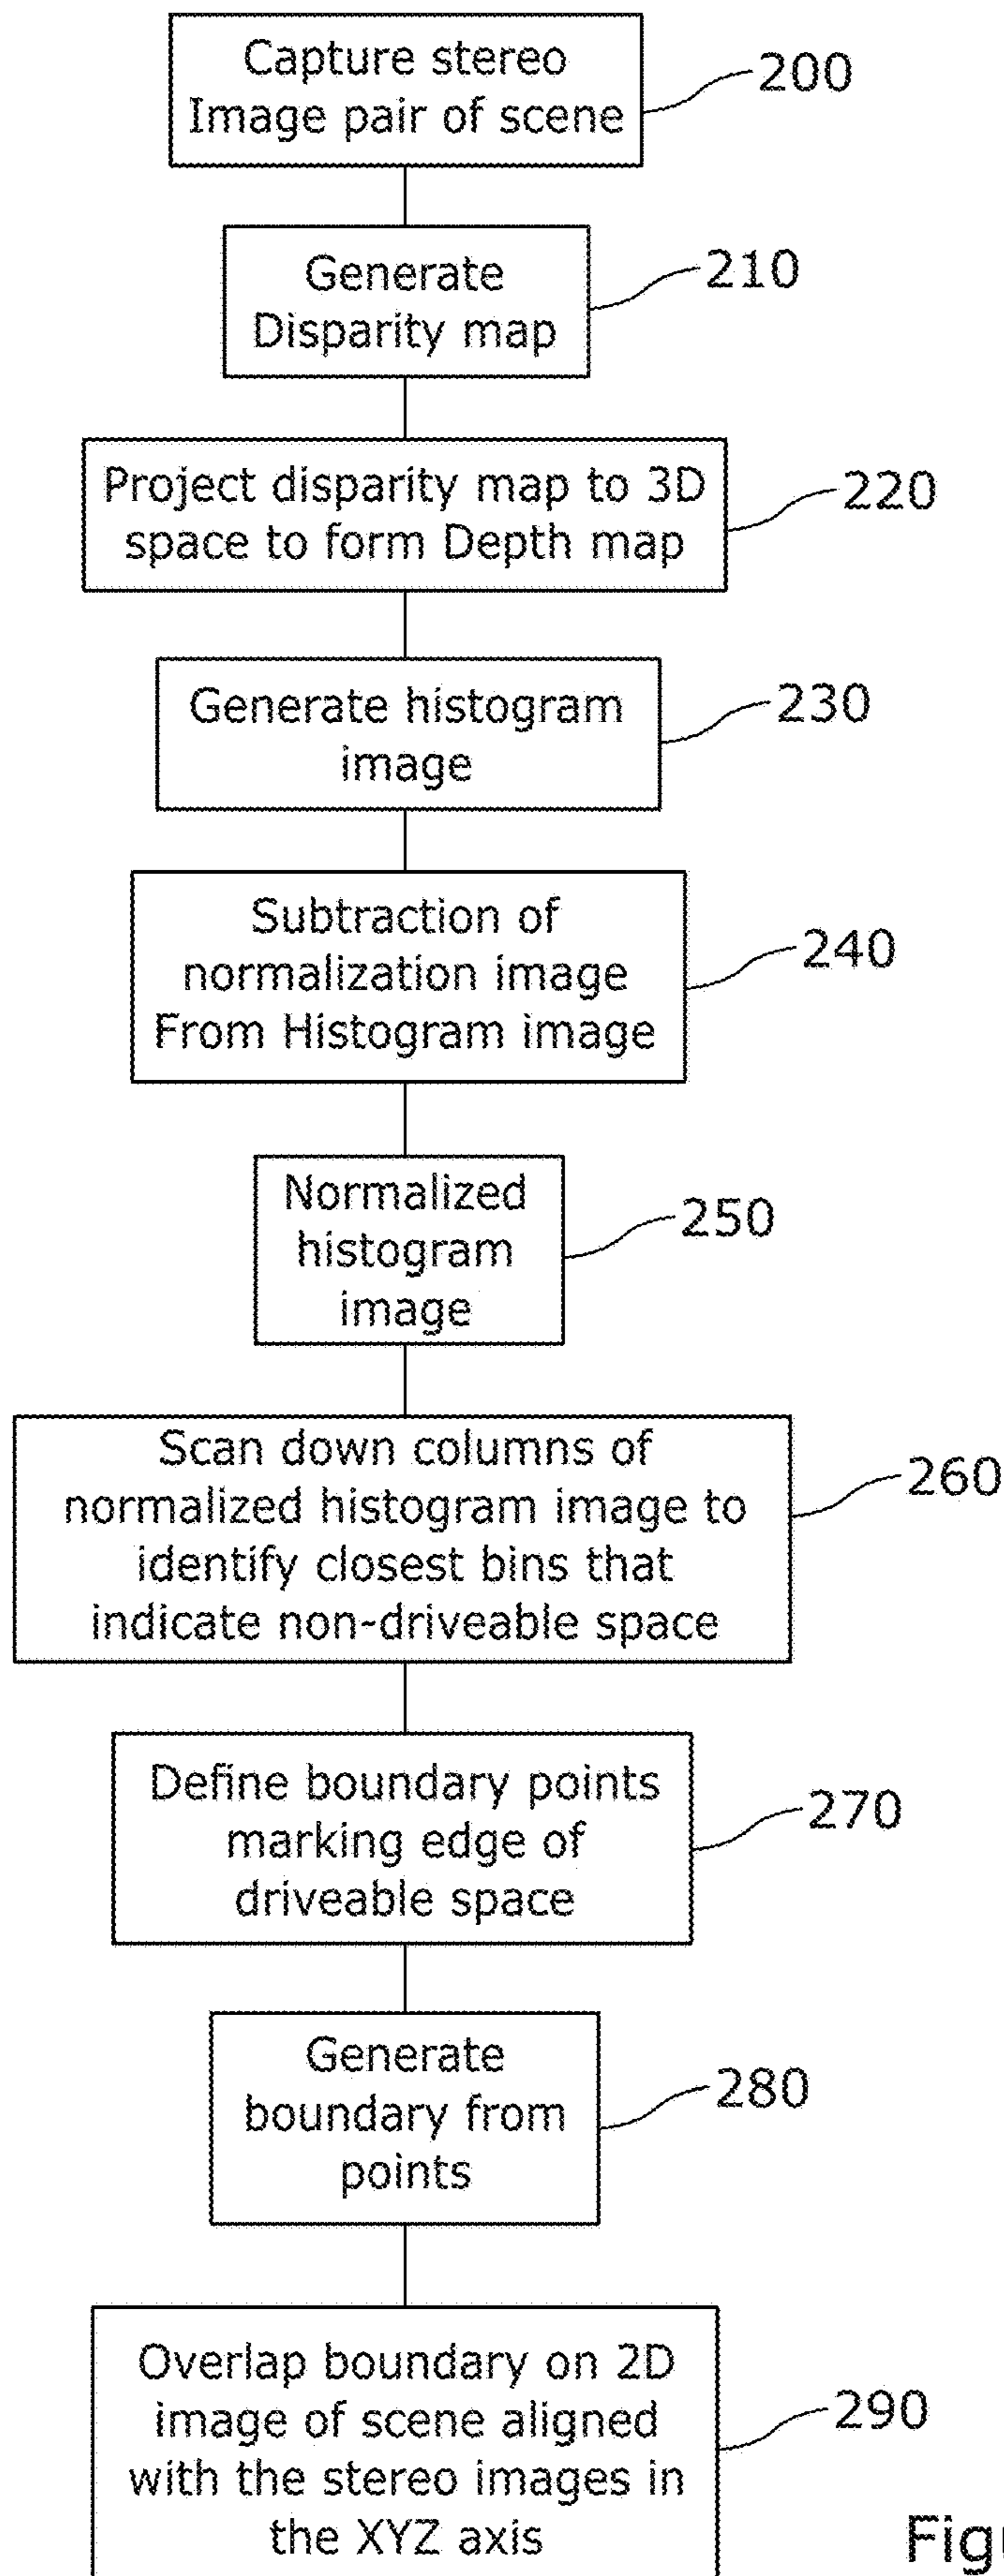 Capture stereo
Image pair of scene
200
Generate
Disparity map
210
Project disparity map to 3D
space to form Depth map
220
Generate histogram
image
230
Subtraction of
normalization image
From Histogram image
240
Normalized
histogram
image
250
Scan down columns of
normalized histogram image to
identify closest bins that
indicate non-driveable space
260
Define boundary points
marking edge of
driveable space
270
Generate
boundary from
points
280
Overlap boundary on 2D
image of scene aligned
with the stereo images in
the XYZ axis
290